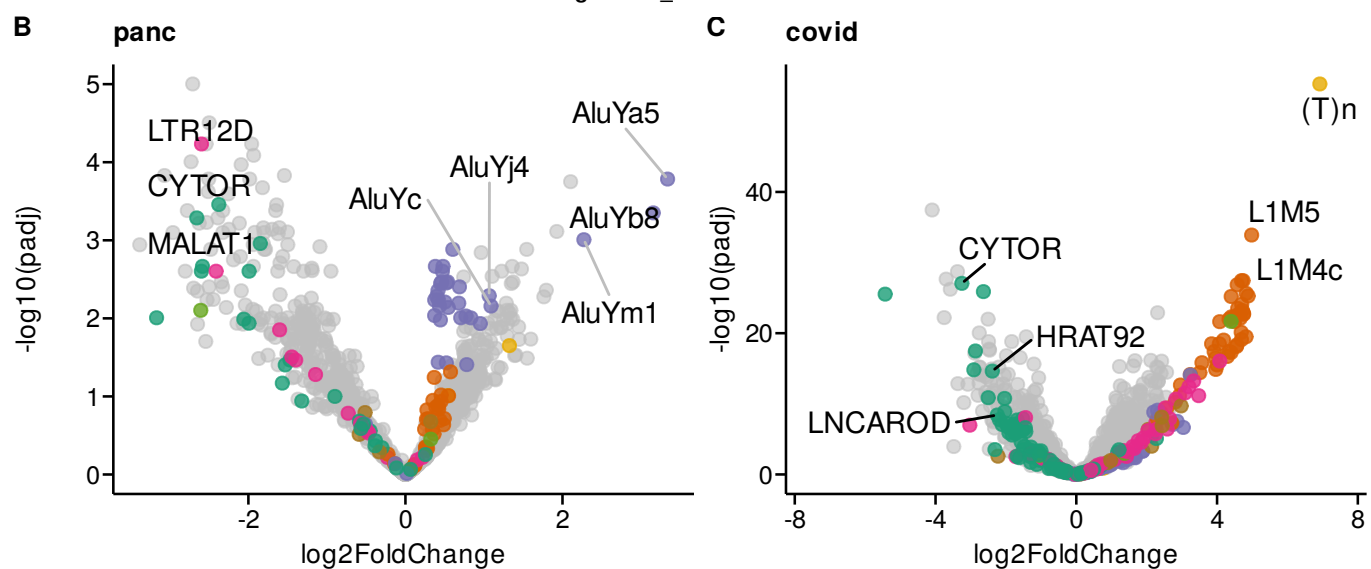 B
panc
-log10(padj)
5
4
3
2
1
0
LTR12D
CYTOR
MALAT1
AluYc
AluYj4
AluYa5
AluYb8
AluYm1
-2
0
2
log2FoldChange
C
covid
-log10(padj)
40
20
0
(T)n
L1M5
L1M4c
CYTOR
HRAT92
LNCAROD
-8
-4
0
4
8
log2FoldChange